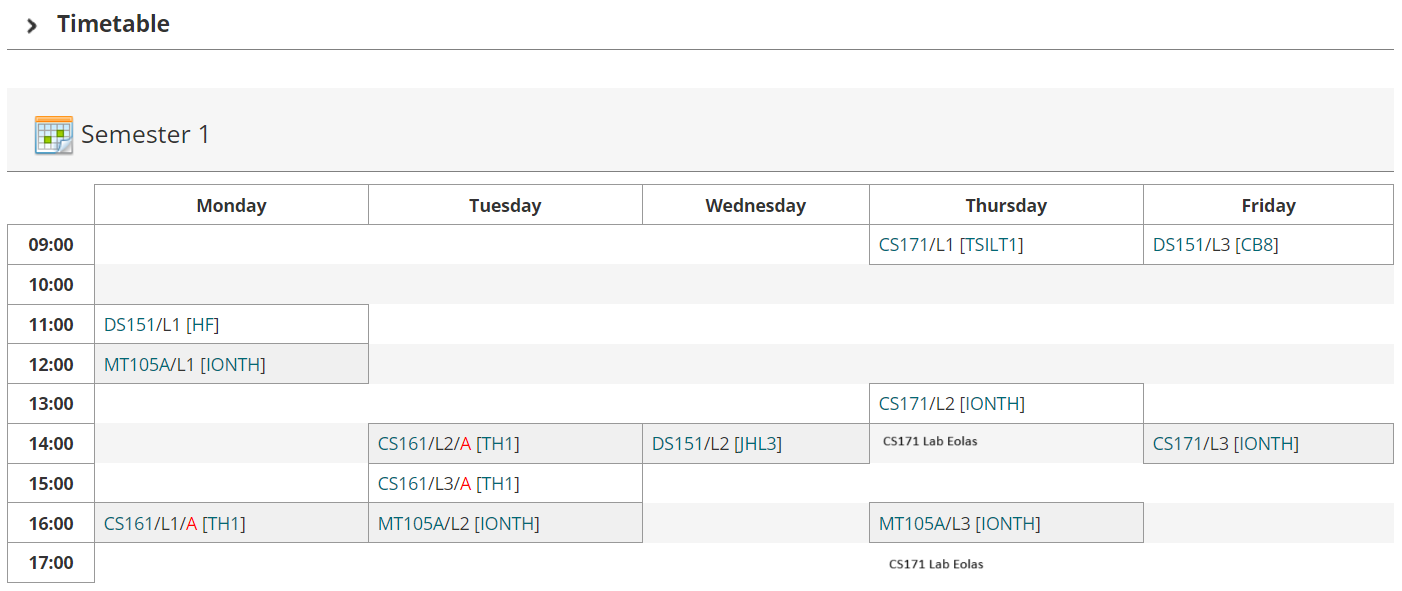 Timetable
Semester 1
Monday Tuesday Wednesday Thursday Friday
09:00 CS171/L1 [TSILT1] DS151/L3 [CB8]
10:00
11:00 DS151/L1 [HF]
12:00 MT105A/L1 [IONTH]
13:00 CS171/L2 [IONTH]
14:00 CS161/L2/A [TH1] DS151/L2 [JHL3] CS171 Lab Eolas CS171/L3 [IONTH]
15:00 CS161/L3/A [TH1]
16:00 CS161/L1/A [TH1] MT105A/L2 [IONTH] MT105A/L3 [IONTH]
17:00 CS171 Lab Eolas